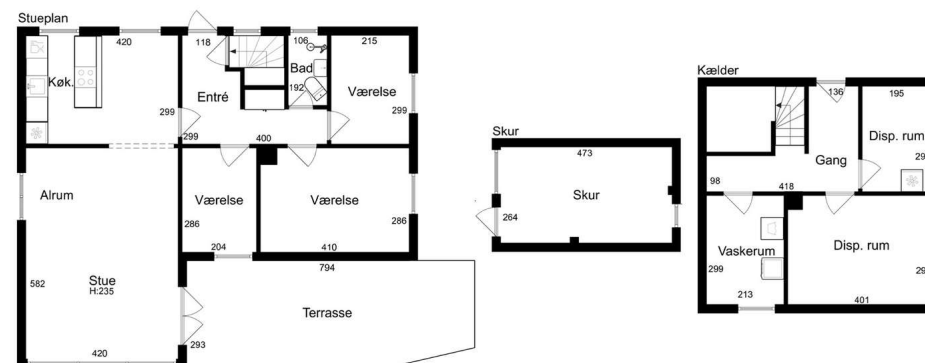 Stueplan
420
118
106
215
Køk.
Bad
192
Værelse
Entré
299
299
299
400
Alrum
Værelse
Værelse
286
286
204
410
582
Stue
H:235
794
Terrasse
293
420
Skur
473
Skur
264
Kælder
136
195
Disp. rum
29
Gang
98
418
Vaskerum
Disp. rum
299
29
213
401